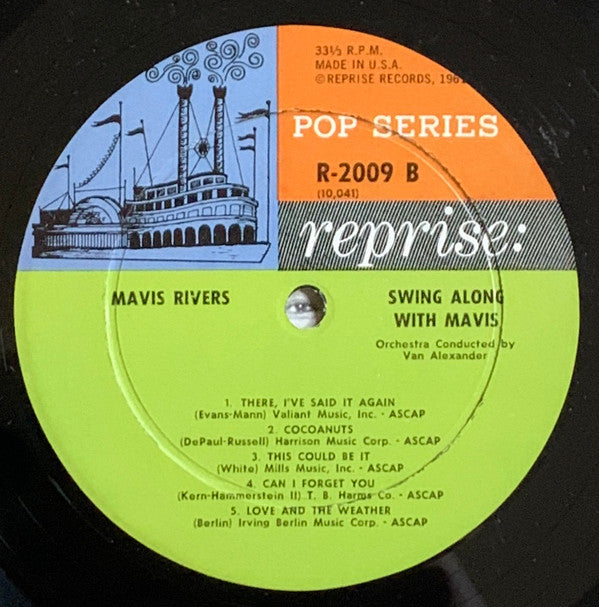 33⅓ R.P.M.
MADE IN U.S.A.
©REPRISE RECORDS, 196
POP SERIES
R-2009 B
(10,041)
reprise:
MAVIS RIVERS
SWING ALONG
WITH MAVIS
Orchestra Conducted by
Van Alexander
1. THERE, I'VE SAID IT AGAIN
(Evans-Mann) Valiant Music, Inc. - ASCAP
2. COCOANUTS
(DePaul-Russell) Harrison Music Corp. - ASCAP
3. THIS COULD BE IT
(White) Mills Music, Inc. - ASCAP
4. CAN I FORGET YOU
(Kern-Hammerstein II) T. B. Harms Co. - ASCAP
5. LOVE AND THE WEATHER
(Berlin) Irving Berlin Music Corp. - ASCAP